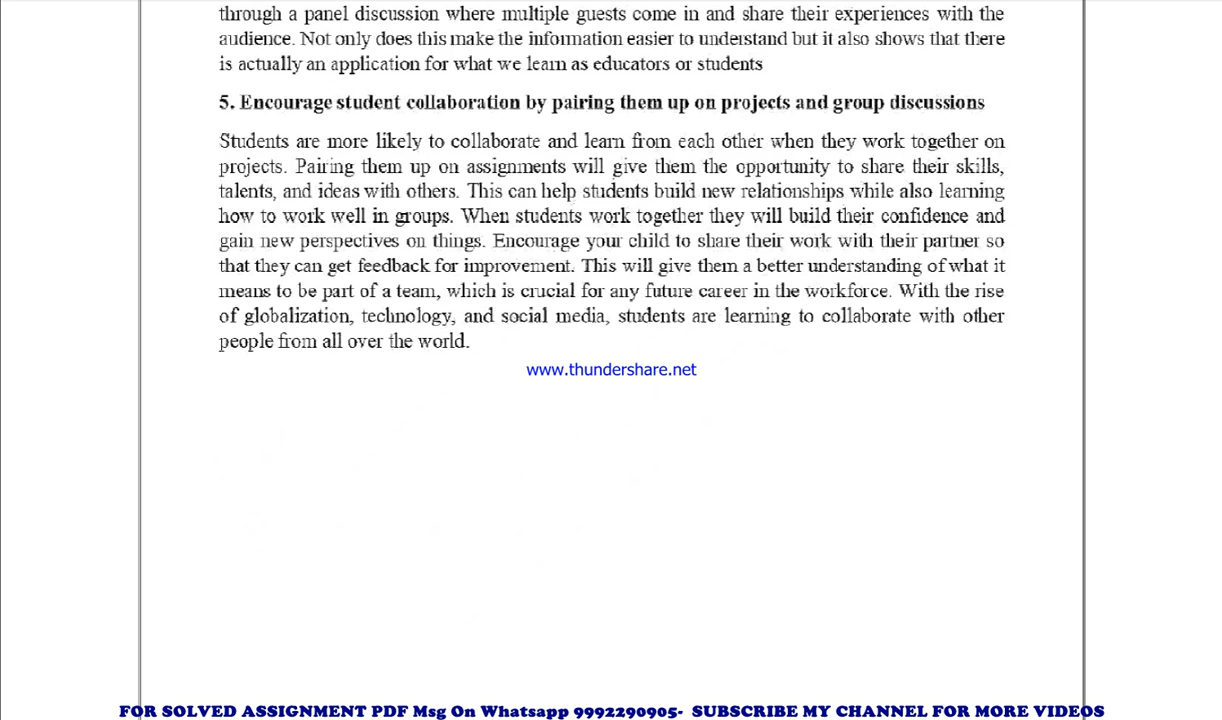 through a panel discussion where multiple guests come in and share their experiences with the
audience. Not only does this make the information easier to understand but it also shows that there
is actually an application for what we learn as educators or students
5. Encourage student collaboration by pairing them up on projects and group discussions
Students are more likely to collaborate and learn from each other when they work together on
projects. Pairing them up on assignments will give them the opportunity to share their skills,
talents, and ideas with others. This can help students build new relationships while also learning
how to work well in groups. When students work together they will build their confidence and
gain new perspectives on things. Encourage your child to share their work with their partner so
that they can get feedback for improvement. This will give them a better understanding of what it
means to be part of a team, which is crucial for any future career in the workforce. With the rise
of globalization, technology, and social media, students are learning to collaborate with other
people from all over the world.
www.thundershare.net
FOR SOLVED ASSIGNMENT PDF Msg On Whatsapp 9992290905- SUBSCRIBE MY CHANNEL FOR MORE VIDEOS